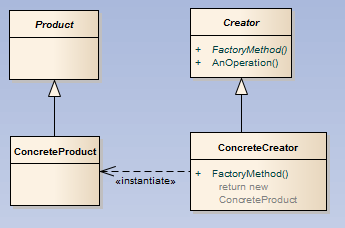 Product
Creator
+ FactoryMethod()
+ AnOperation()
ConcreteProduct
ConcreteCreator
+ FactoryMethod()
return new
ConcreteProduct
«instantiate»